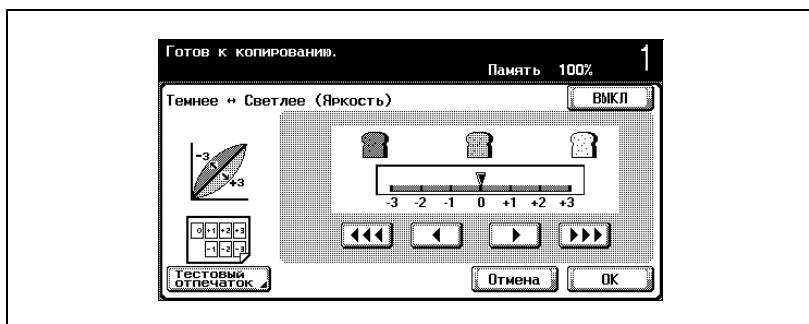 Готов к копированию.
1
Память 100%
Темнее ↔ Светлее (Яркость)
ВЫКЛ
-3
+3
-3 -2 -1 0 +1 +2 +3
0 +1 +2 +3
-1 -2 -3
Тестовый
отпечаток
Отмена
OK